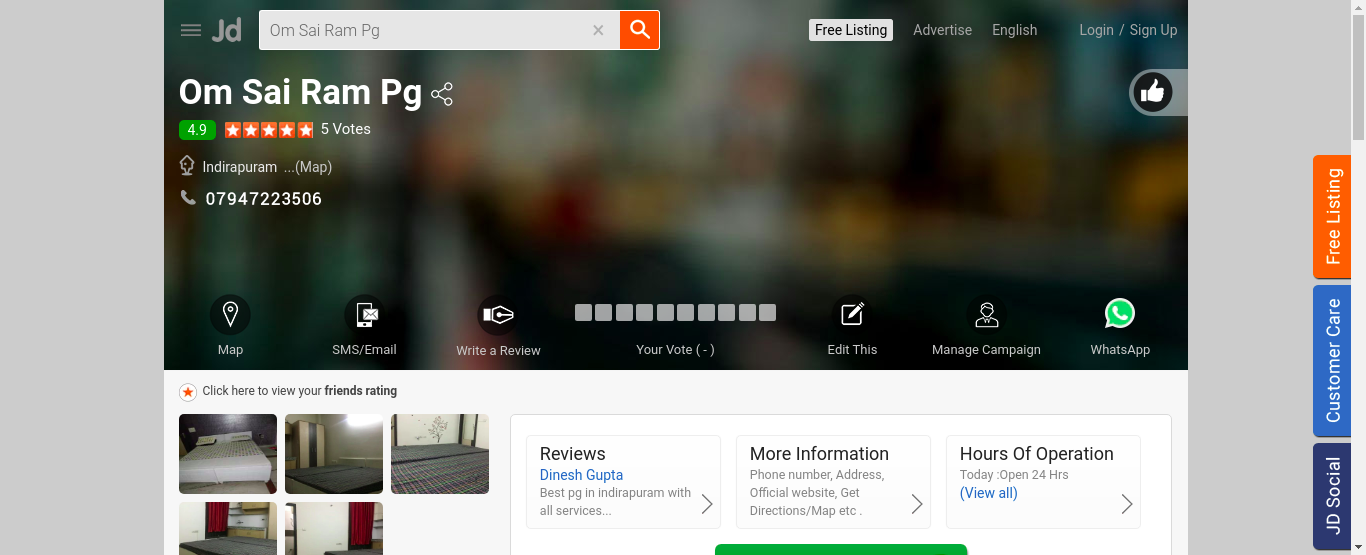 Jd
Om Sai Ram Pg
Free Listing
Advertise
English
Login / Sign Up
Om Sai Ram Pg
4.9
5 Votes
Indirapuram ...(Map)
07947223506
Map
SMS/Email
Write a Review
Your Vote ( - )
Edit This
Manage Campaign
WhatsApp
Click here to view your friends rating
Reviews
Dinesh Gupta
Best pg in indirapuram with
all services...
More Information
Phone number, Address,
Official website, Get
Directions/Map etc .
Hours Of Operation
Today :Open 24 Hrs
(View all)
Free Listing
Customer Care
JD Social